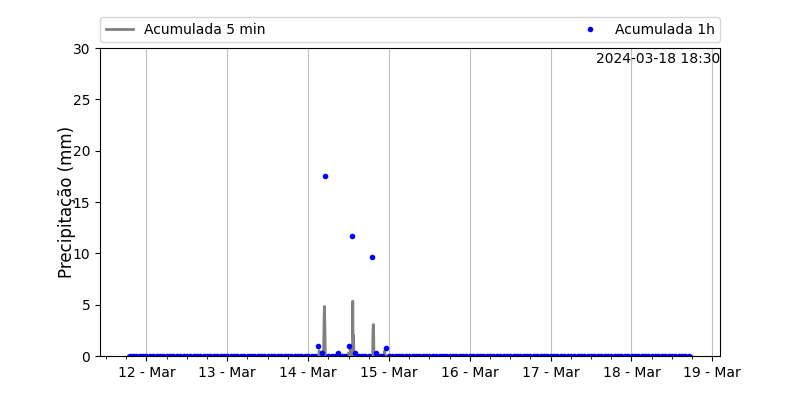 Acumulada 5 min
Acumulada 1h
2024-03-18 18:30
Precipitação (mm)
30
25
20
15
10
5
0
12 - Mar
13 - Mar
14 - Mar
15 - Mar
16 - Mar
17 - Mar
18 - Mar
19 - Mar